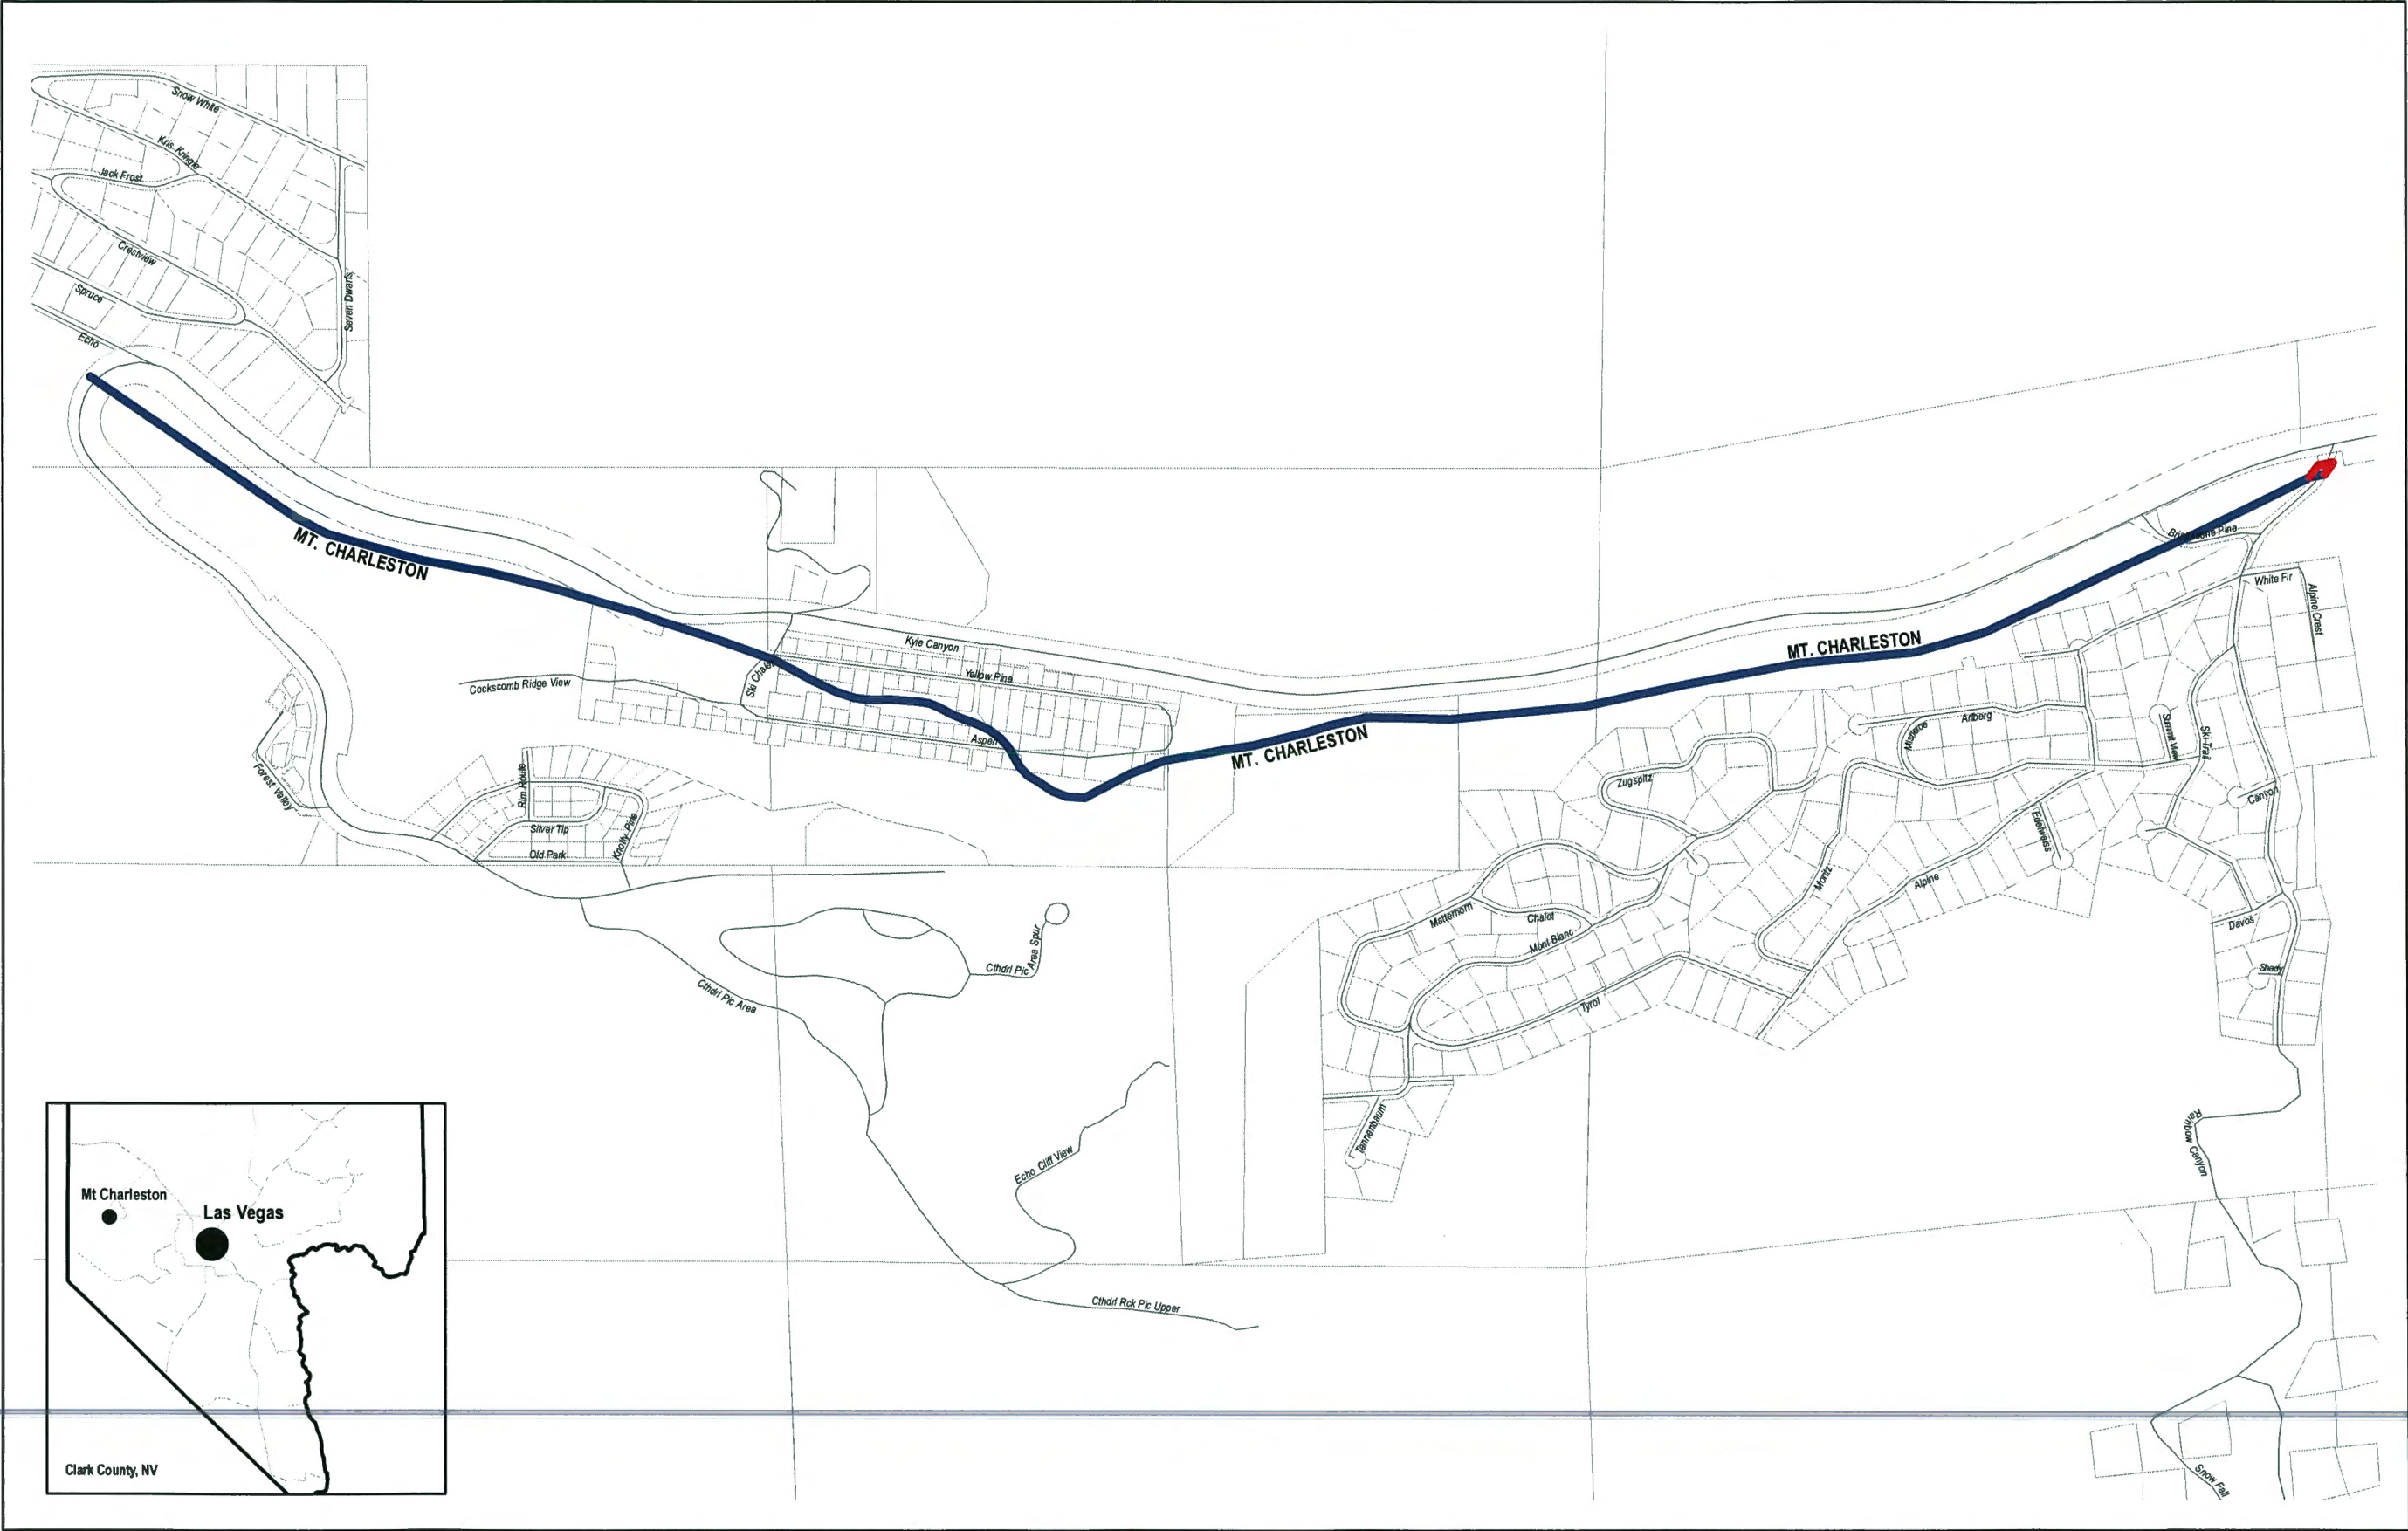 Snow White
Kris Kringle
Jack Frost
Crestview
Spruce
Echo
Seven Dwarfs
MT. CHARLESTON
Kyle Canyon
Yellow Pine
Ski Chalet
Cockscomb Ridge View
Aspen
MT. CHARLESTON
MT. CHARLESTON
Bristlecone Pine
White Fir
Alpine Crest
Forest Valley
Rim Route
Silver Tip
Old Park
Knotty Pine
Zugspitz
Arlberg
Mistletoe
Summit View
Ski Trail
Canyon
Edelweiss
Moritz
Alpine
Matterhorn
Chalet
Mont Blanc
Davos
Shady
Tyrol
Tannenbaum
Cthdrl Pic Area
Cthdrl Pic Area Spur
Echo Cliff View
Cthdrl Rck Pic Upper
Rainbow Canyon
Snow Fall
Mt Charleston
Las Vegas
Clark County, NV